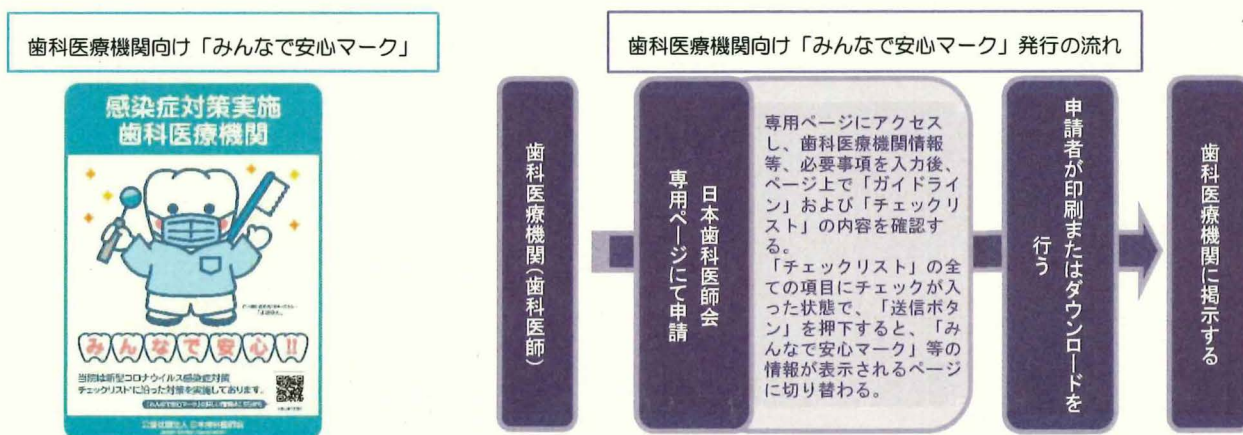 歯科医療機関向け「みんなで安心マーク」
感染症対策実施
歯科医療機関
みんなで安心!!
当院は新型コロナウイルス感染症対策
チェックリストに沿った対策を実施しております。
公益社団法人 日本歯科医師会
歯科医療機関向け「みんなで安心マーク」発行の流れ
歯科医療機関(歯科医師)
日本歯科医師会
専用ページにて申請
専用ページにアクセス
し、歯科医療機関情報
等、必要事項を入力後、
ページ上で「ガイドライ
ン」および「チェックリ
スト」の内容を確認す
る。
「チェックリスト」の全
ての項目にチェックが入
った状態で、「送信ボタ
ン」を押下すると、「み
んなで安心マーク」等の
情報が表示されるページ
に切り替わる。
申請者が印刷またはダウンロードを
行う
歯科医療機関に掲示する